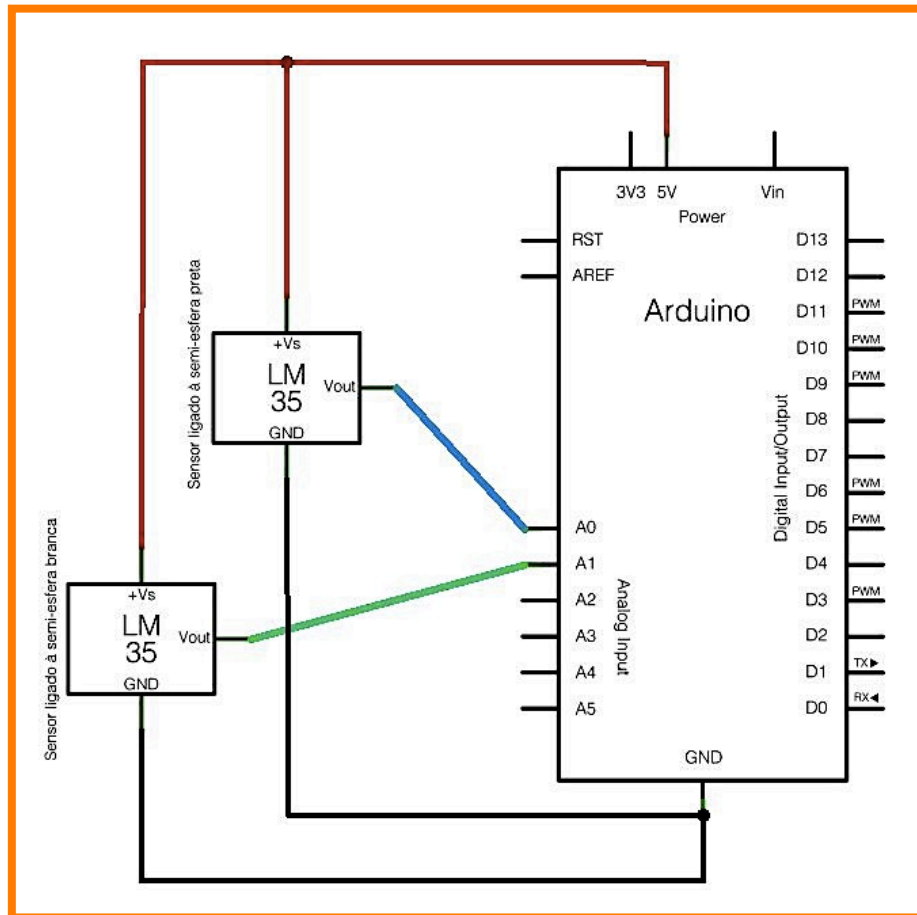 3V3 5V Vin
Power
RST
AREF
Arduino
D13
D12
D11 PWM
D10 PWM
D9 PWM
D8
D7
D6 PWM
D5 PWM
D4
D3 PWM
D2
D1 TX▶
D0 RX◀
Digital Input/Output
A0
A1
A2
A3
A4
A5
Analog Input
GND
Sensor ligado à semi-esfera preta
+Vs
LM
35
Vout
GND
Sensor ligado à semi-esfera branca
+Vs
LM
35
Vout
GND